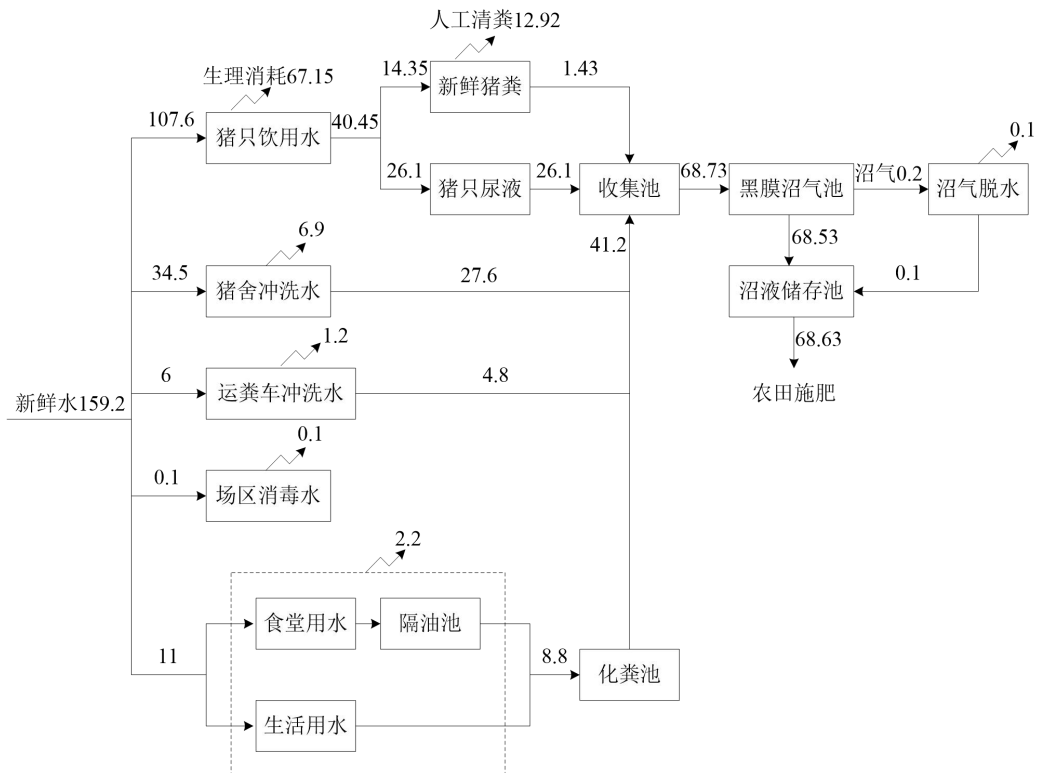 人工清粪12.92
生理消耗67.15
14.35
新鲜猪粪
1.43
107.6
猪只饮用水
40.45
0.1
26.1
猪只尿液
26.1
收集池
68.73
黑膜沼气池
沼气0.2
沼气脱水
6.9
41.2
68.53
34.5
猪舍冲洗水
27.6
沼液储存池
0.1
1.2
68.63
6
运粪车冲洗水
4.8
农田施肥
新鲜水159.2
0.1
0.1
场区消毒水
2.2
食堂用水
隔油池
11
8.8
化粪池
生活用水